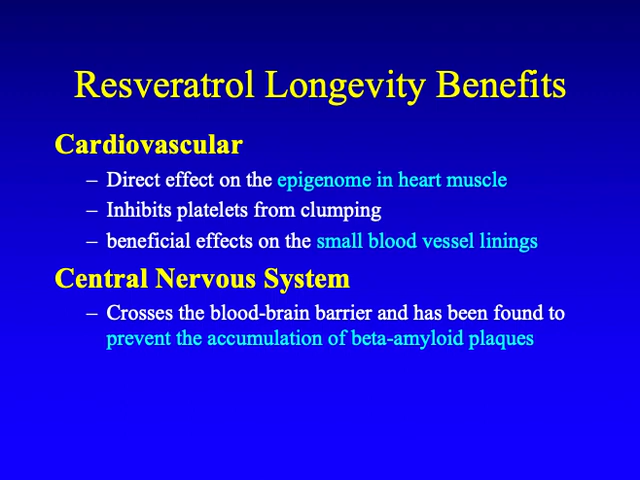 Resveratrol Longevity Benefits
Cardiovascular
– Direct effect on the epigenome in heart muscle
– Inhibits platelets from clumping
– beneficial effects on the small blood vessel linings
Central Nervous System
– Crosses the blood-brain barrier and has been found to
prevent the accumulation of beta-amyloid plaques